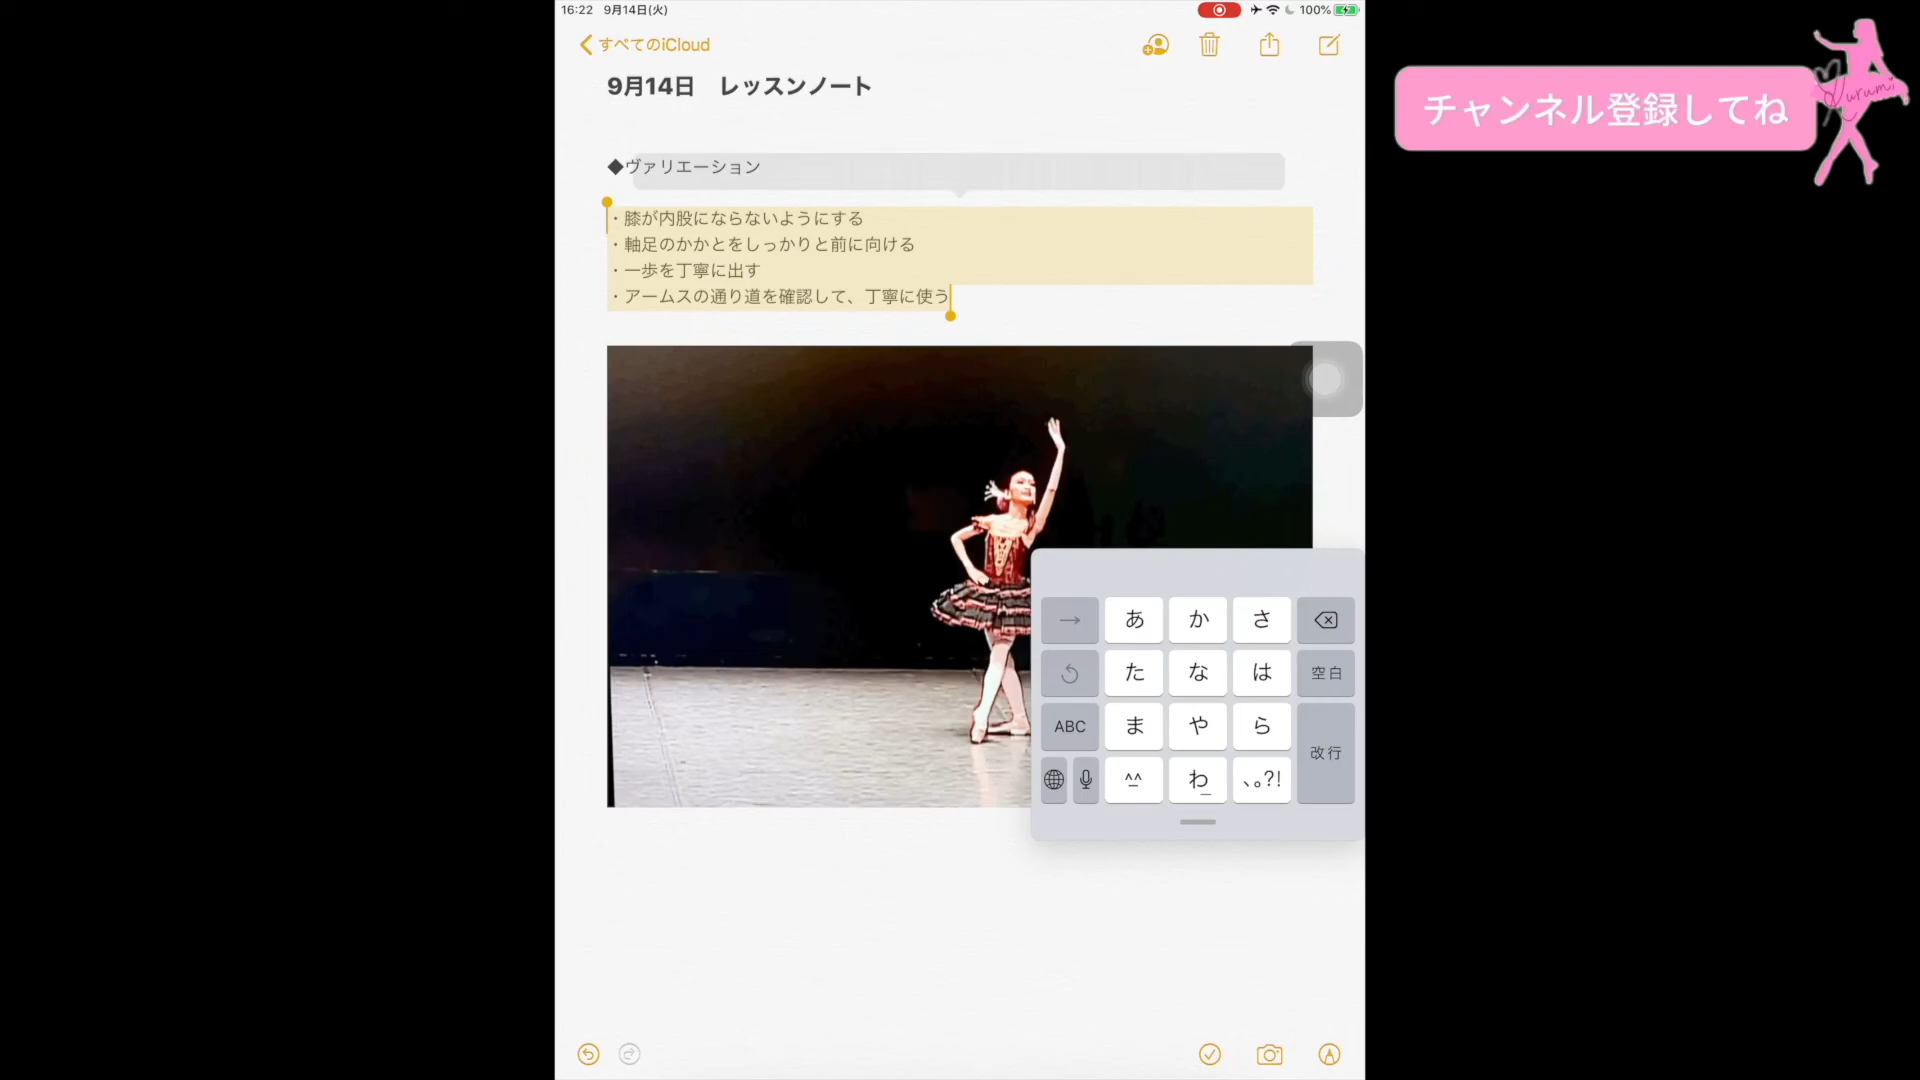 16:22 9月14日(火)
100%
すべてのiCloud
9月14日 レッスンノート
◆ヴァリエーション
・膝が内股にならないようにする
・軸足のかかとをしっかりと前に向ける
・一歩を丁寧に出す
・アームスの通り道を確認して、丁寧に使う
チャンネル登録してね
→ あ か さ
た な は 空白
ABC ま や ら 改行
^^ わ_ 、。?!